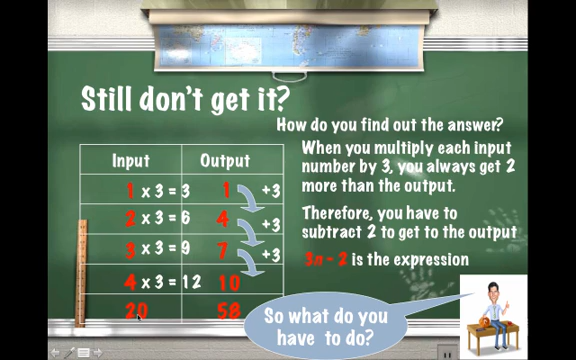 Still don't get it?
How do you find out the answer?
When you multiply each input
number by 3, you always get 2
more than the output.
Therefore, you have to
subtract 2 to get to the output
3n - 2 is the expression
Input Output
1 x 3 = 3 1 +3
2 x 3 = 6 4 +3
3 x 3 = 9 7 +3
4 x 3 = 12 10
20 58
So what do you
have to do?